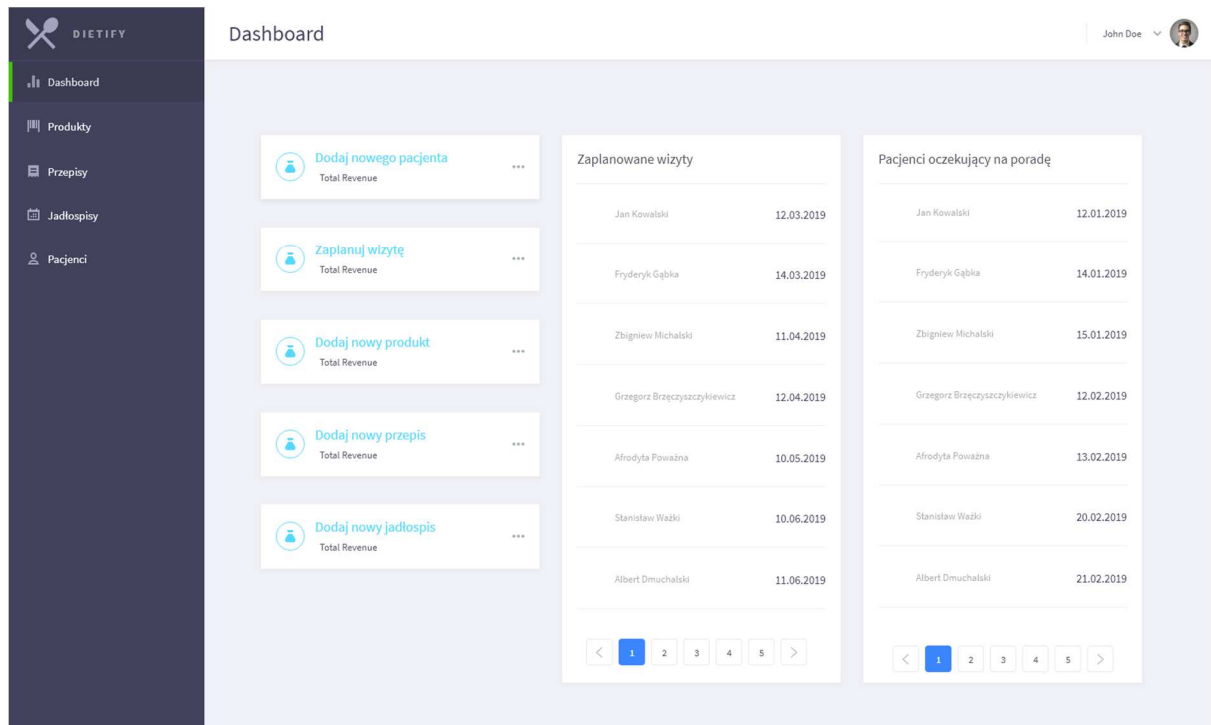 DIETIFY
Dashboard
John Doe
Dashboard
Produkty
Przepisy
Jadłospisy
Pacjenci
Dodaj nowego pacjenta
Total Revenue
Zaplanuj wizytę
Total Revenue
Dodaj nowy produkt
Total Revenue
Dodaj nowy przepis
Total Revenue
Dodaj nowy jadłospis
Total Revenue
Zaplanowane wizyty
Jan Kowalski 12.03.2019
Fryderyk Gąbka 14.03.2019
Zbigniew Michalski 11.04.2019
Grzegorz Brzęczyszczykiewicz 12.04.2019
Afrodyta Poważna 10.05.2019
Stanisław Ważki 10.06.2019
Albert Dmuchalski 11.06.2019
1 2 3 4 5
Pacjenci oczekujący na poradę
Jan Kowalski 12.01.2019
Fryderyk Gąbka 14.01.2019
Zbigniew Michalski 15.01.2019
Grzegorz Brzęczyszczykiewicz 12.02.2019
Afrodyta Poważna 13.02.2019
Stanisław Ważki 20.02.2019
Albert Dmuchalski 21.02.2019
1 2 3 4 5